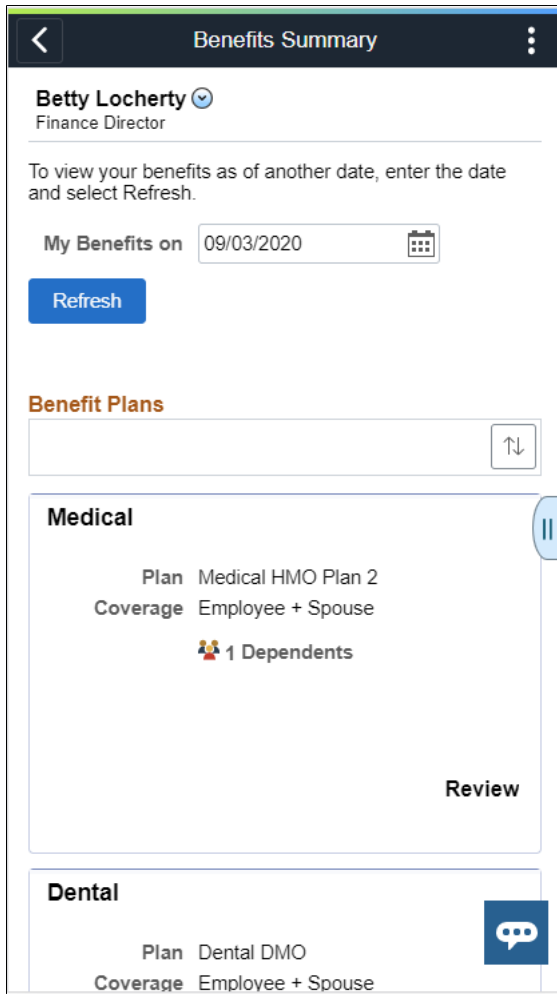 Benefits Summary
Betty Locherty
Finance Director
To view your benefits as of another date, enter the date
and select Refresh.
My Benefits on 09/03/2020
Refresh
Benefit Plans
Medical
Plan Medical HMO Plan 2
Coverage Employee + Spouse
1 Dependents
Review
Dental
Plan Dental DMO
Coverage Employee + Spouse